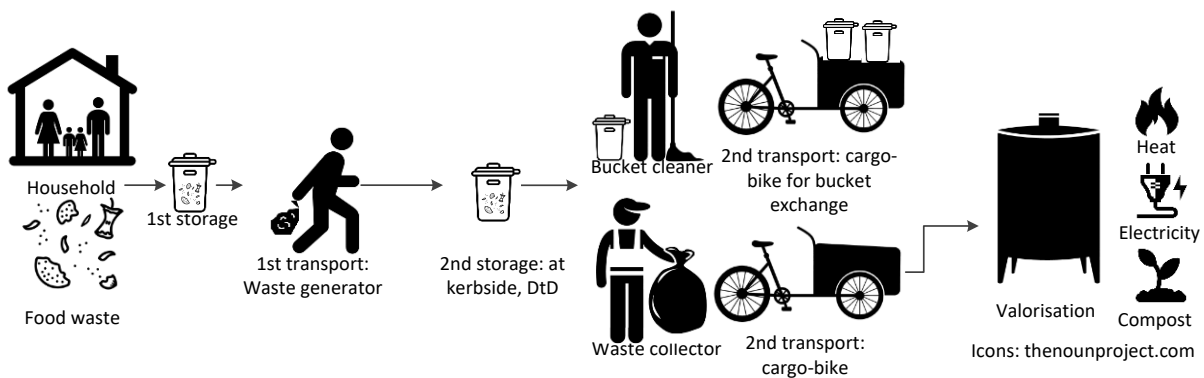 Household
Food waste
1st storage
1st transport:
Waste generator
2nd storage: at
kerbside, DtD
Bucket cleaner
2nd transport: cargo-
bike for bucket
exchange
Waste collector
2nd transport:
cargo-bike
Valorisation
Heat
Electricity
Compost
Icons: thenounproject.com